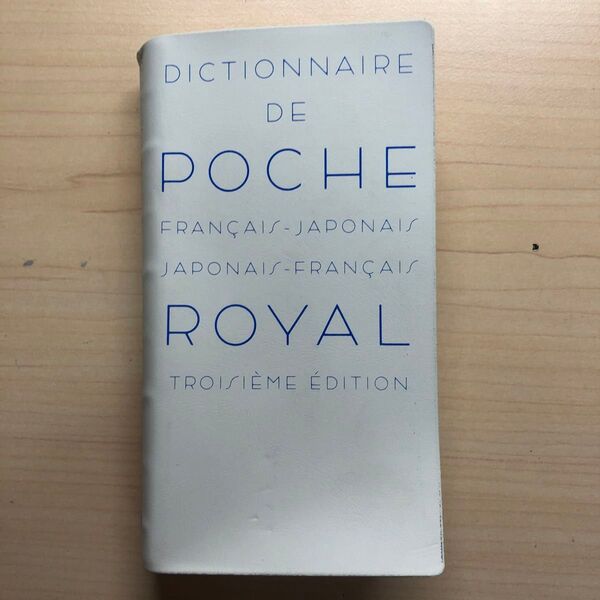 DICTIONNAIRE
DE
POCHE
FRANÇAIS-JAPONAIS
JAPONAIS-FRANÇAIS
ROYAL
TROISIÈME ÉDITION